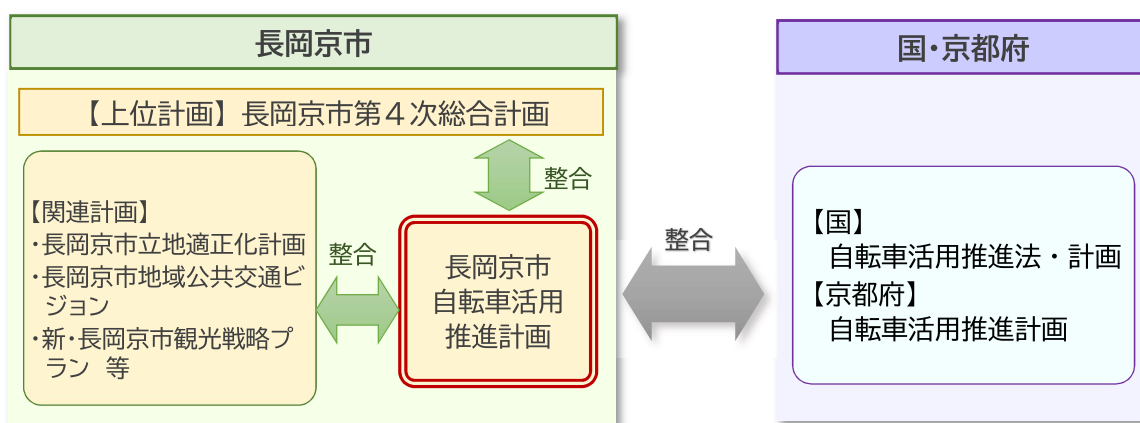 長岡京市
【上位計画】長岡京市第４次総合計画
整合
【関連計画】
・長岡京市立地適正化計画
・長岡京市地域公共交通ビ
ジョン
・新・長岡京市観光戦略プ
ラン 等
整合
長岡京市
自転車活用
推進計画
整合
国・京都府
【国】
自転車活用推進法・計画
【京都府】
自転車活用推進計画